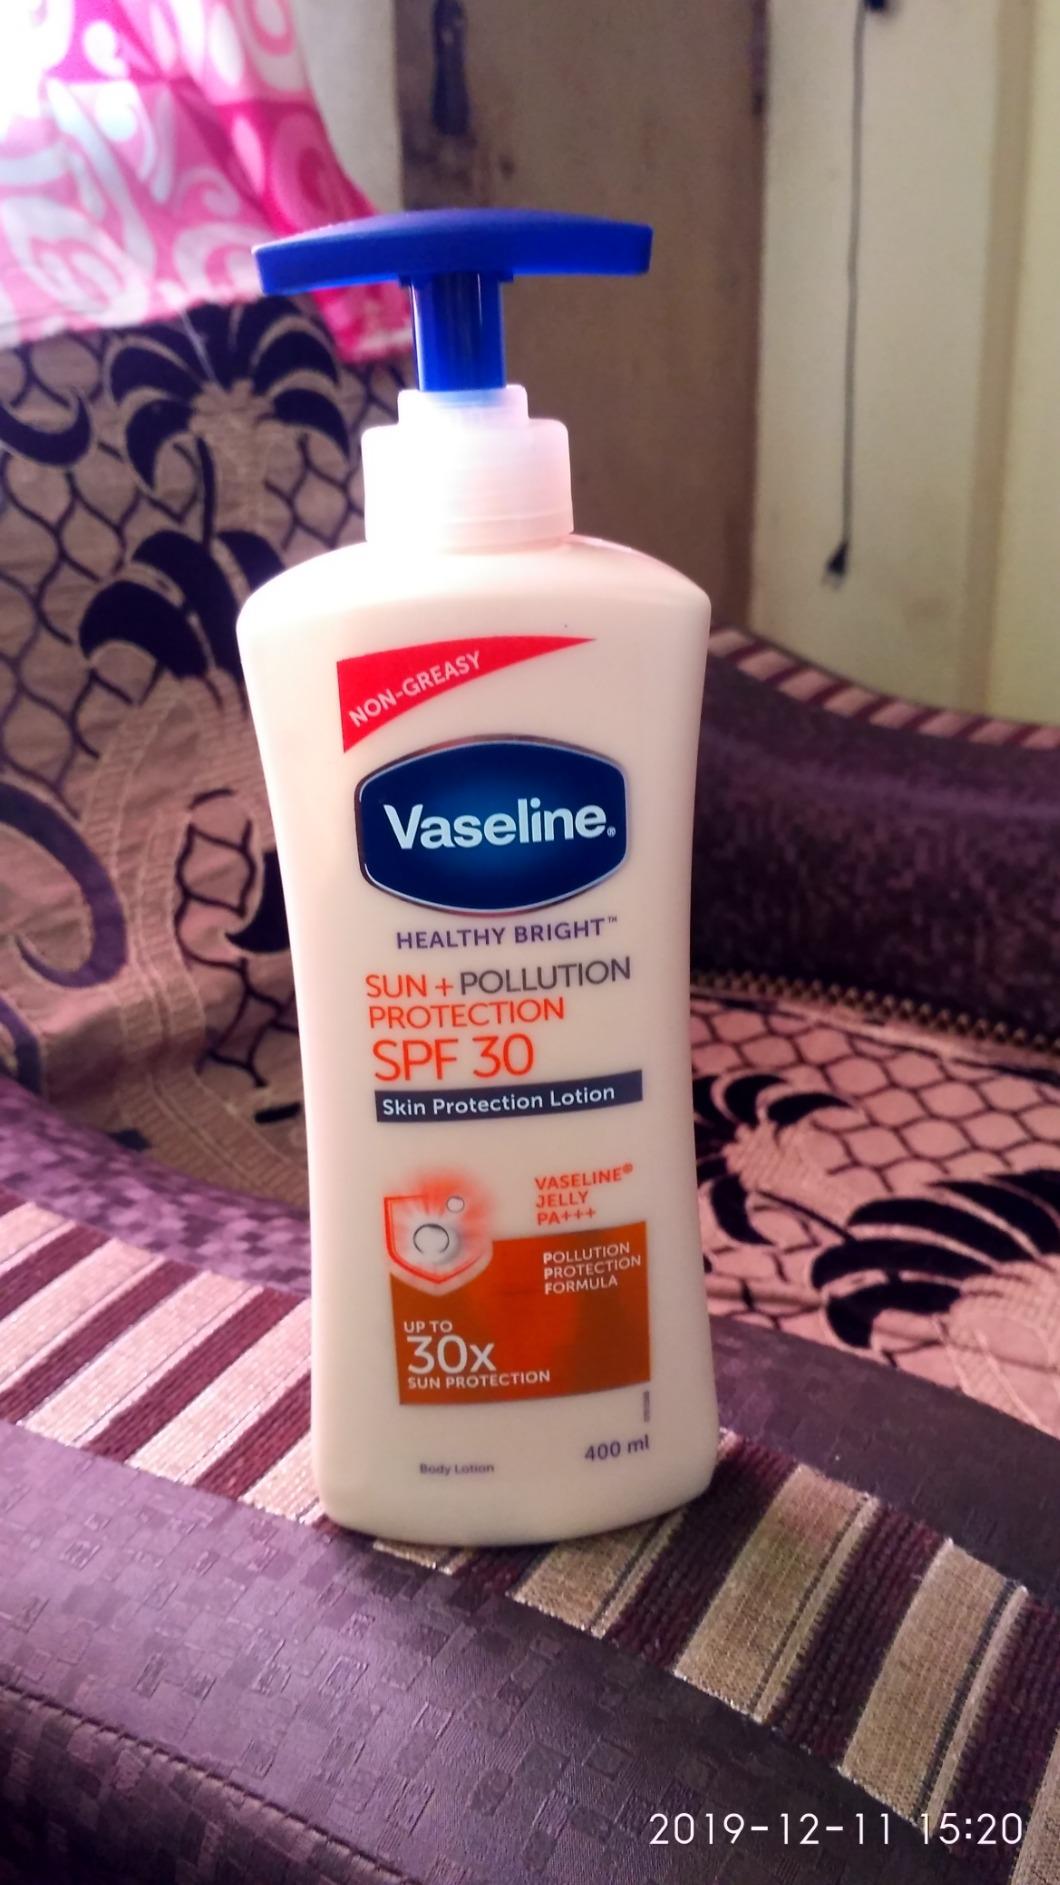 NON-GREASY
Vaseline®
HEALTHY BRIGHT™
SUN + POLLUTION
PROTECTION
SPF 30
Skin Protection Lotion
VASELINE®
JELLY
PA+++
POLLUTION
PROTECTION
FORMULA
UP TO
30x
SUN PROTECTION
400 ml
Body Lotion
2019-12-11 15:20